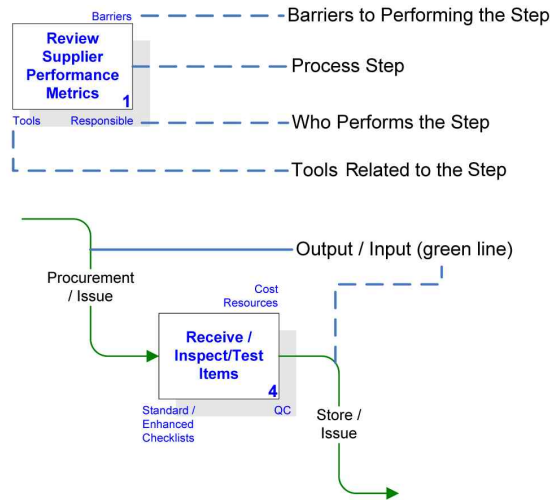 Barriers
Barriers to Performing the Step
Review
Supplier
Performance
Metrics
1
Process Step
Tools
Responsible
Who Performs the Step
Tools Related to the Step
Output / Input (green line)
Procurement
/ Issue
Cost
Resources
Receive /
Inspect/Test
Items
4
Standard /
Enhanced
Checklists
QC
Store /
Issue